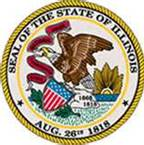 SEAL OF THE STATE OF ILLINOIS
AUG. 26TH 1818
1868
1818